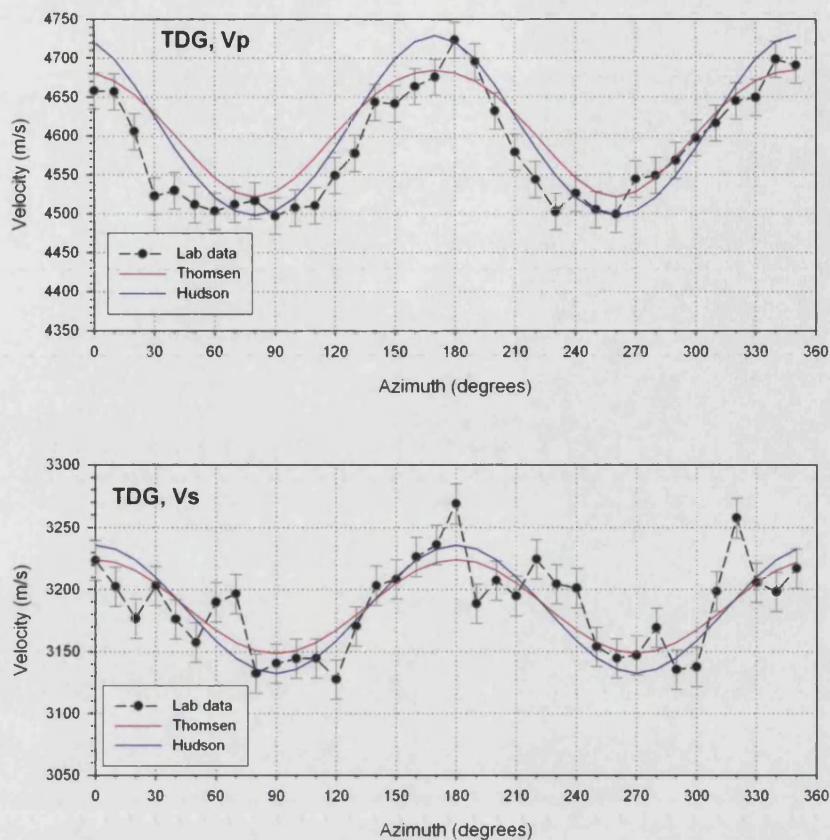 TDG, Vp
4750
4700
4650
4600
4550
4500
4450
4400
4350
Velocity (m/s)
Lab data
Thomsen
Hudson
0 30 60 90 120 150 180 210 240 270 300 330 360
Azimuth (degrees)
TDG, Vs
3300
3250
3200
3150
3100
3050
Velocity (m/s)
Lab data
Thomsen
Hudson
0 30 60 90 120 150 180 210 240 270 300 330 360
Azimuth (degrees)